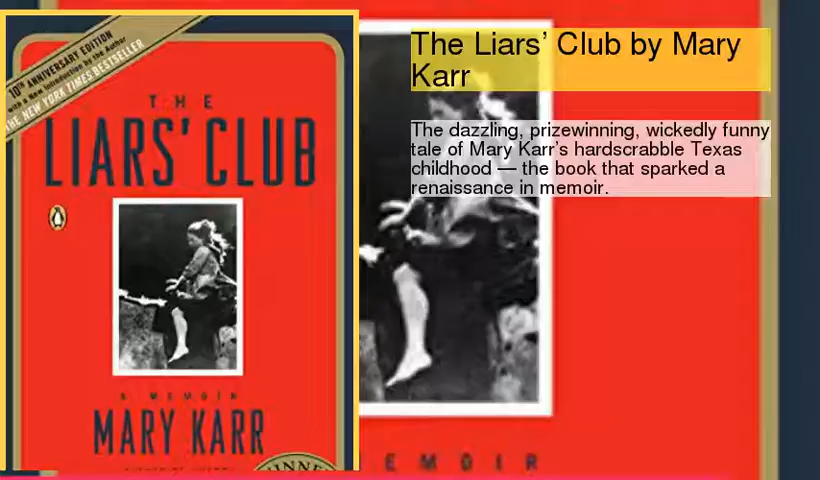 10TH ANNIVERSARY EDITION
with a New Introduction by the Author
THE NEW YORK TIMES BESTSELLER
THE
LIARS' CLUB
A MEMOIR
MARY KARR
The Liars’ Club by Mary
Karr
The dazzling, prizewinning, wickedly funny
tale of Mary Karr’s hardscrabble Texas
childhood — the book that sparked a
renaissance in memoir.
EMOIR